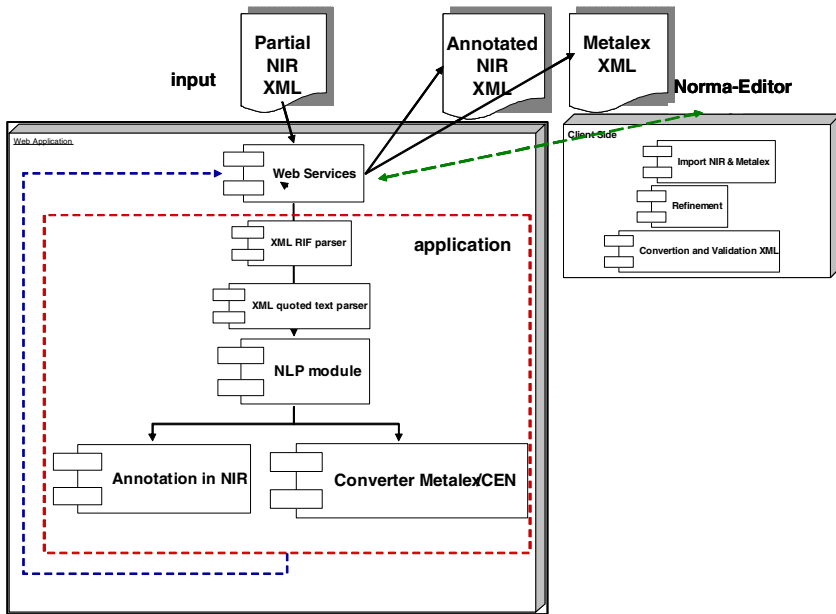 Partial
NIR
XML
Annotated
NIR
XML
Metalex
XML
input
Norma-Editor
Web Application
Client Side
Web Services
Import NIR & Metalex
Refinement
Convertion and Validation XML
XML RIF parser
application
XML quoted text parser
NLP module
Annotation in NIR
Converter Metalex/CEN